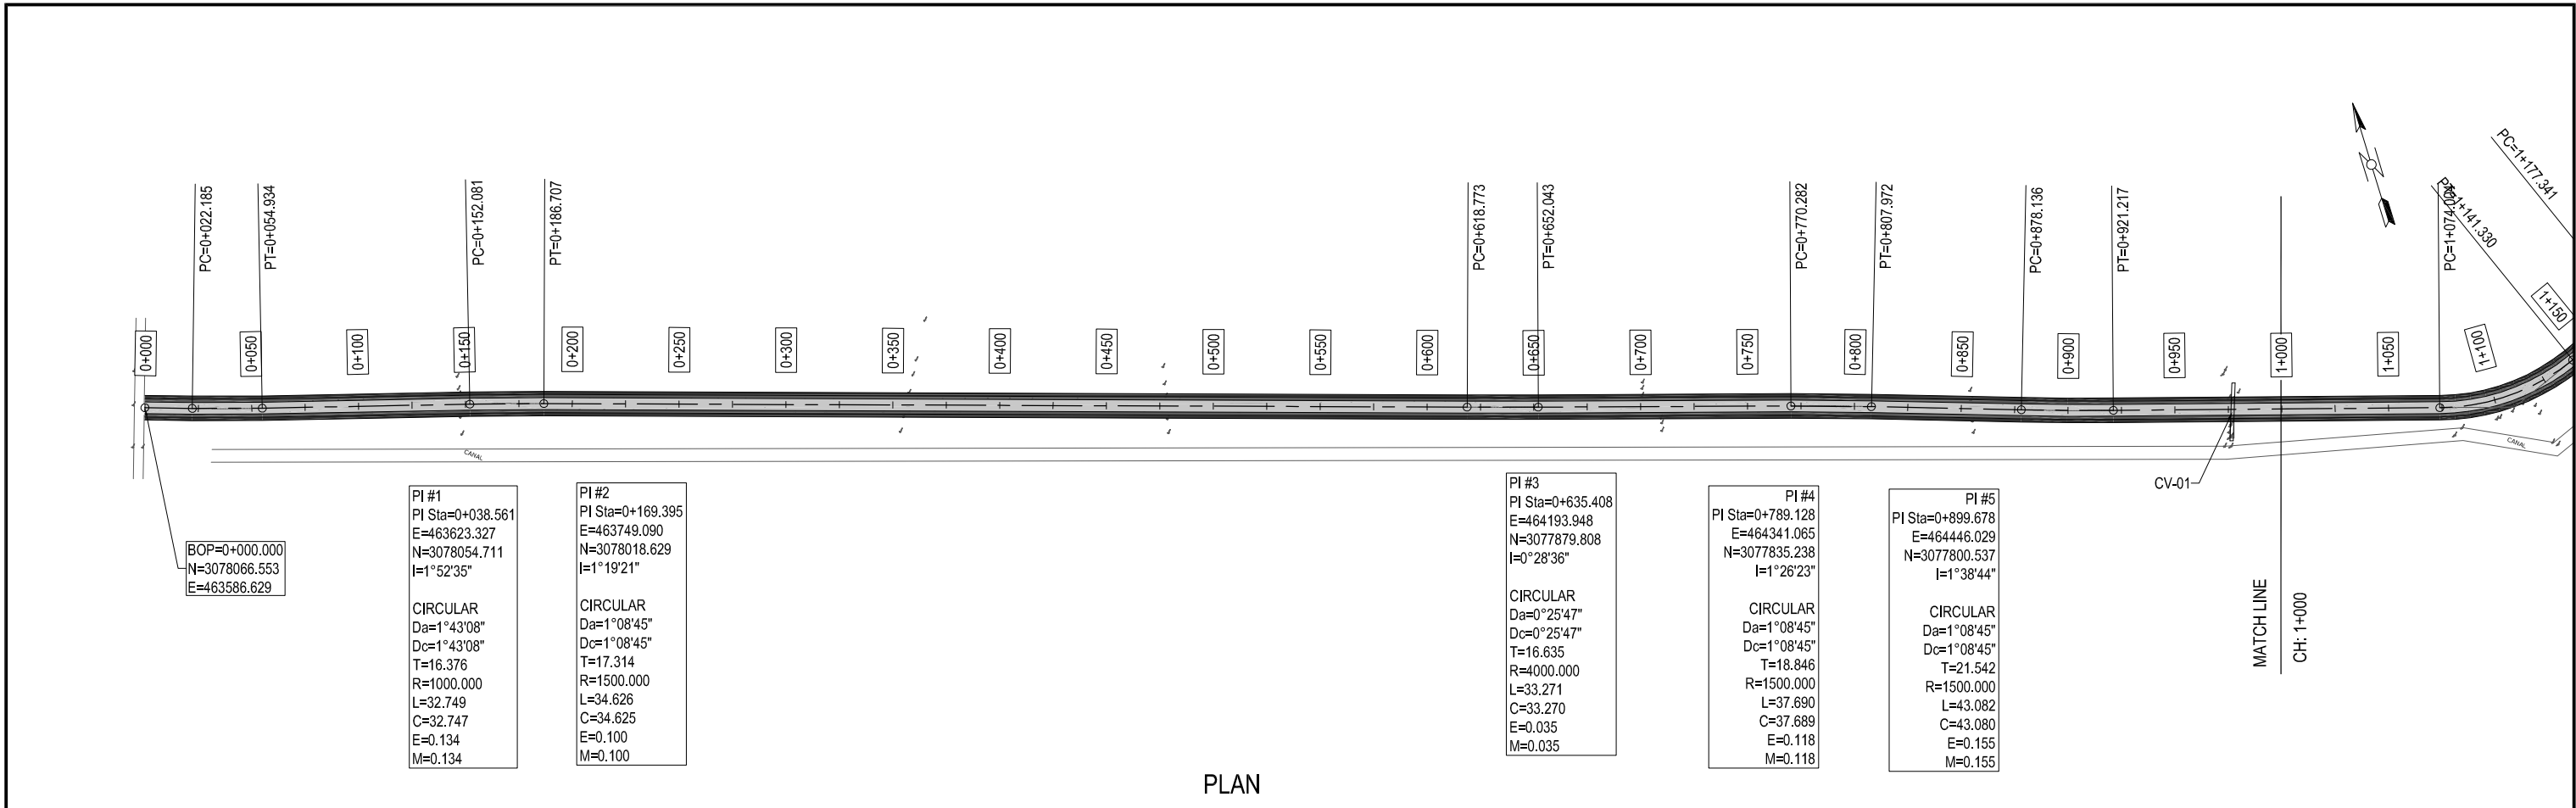 PC=0+022.185
PT=0+054.934
PC=0+152.081
PT=0+186.707
PC=0+618.773
PT=0+652.043
PC=0+770.282
PT=0+807.972
PC=0+878.136
PT=0+921.217
PT=1+141.330
PC=1+177.341
0+000
0+050
0+100
0+150
0+200
0+250
0+300
0+350
0+400
0+450
0+500
0+550
0+600
0+650
0+700
0+750
0+800
0+850
0+900
0+950
1+000
1+050
1+100
1+150
CANAL
CANAL
CV-01
BOP=0+000.000
N=3078066.553
E=463586.629
PI #1
PI Sta=0+038.561
E=463623.327
N=3078054.711
I=1°52'35"
CIRCULAR
Da=1°43'08"
Dc=1°43'08"
T=16.376
R=1000.000
L=32.749
C=32.747
E=0.134
M=0.134
PI #2
PI Sta=0+169.395
E=463749.090
N=3078018.629
I=1°19'21"
CIRCULAR
Da=1°08'45"
Dc=1°08'45"
T=17.314
R=1500.000
L=34.626
C=34.625
E=0.100
M=0.100
PI #3
PI Sta=0+635.408
E=464193.948
N=3077879.808
I=0°28'36"
CIRCULAR
Da=0°25'47"
Dc=0°25'47"
T=16.635
R=4000.000
L=33.271
C=33.270
E=0.035
M=0.035
PI #4
PI Sta=0+789.128
E=464341.065
N=3077835.238
I=1°26'23"
CIRCULAR
Da=1°08'45"
Dc=1°08'45"
T=18.846
R=1500.000
L=37.690
C=37.689
E=0.118
M=0.118
PI #5
PI Sta=0+899.678
E=464446.029
N=3077800.537
I=1°38'44"
CIRCULAR
Da=1°08'45"
Dc=1°08'45"
T=21.542
R=1500.000
L=43.082
C=43.080
E=0.155
M=0.155
MATCH LINE
CH: 1+000
PLAN